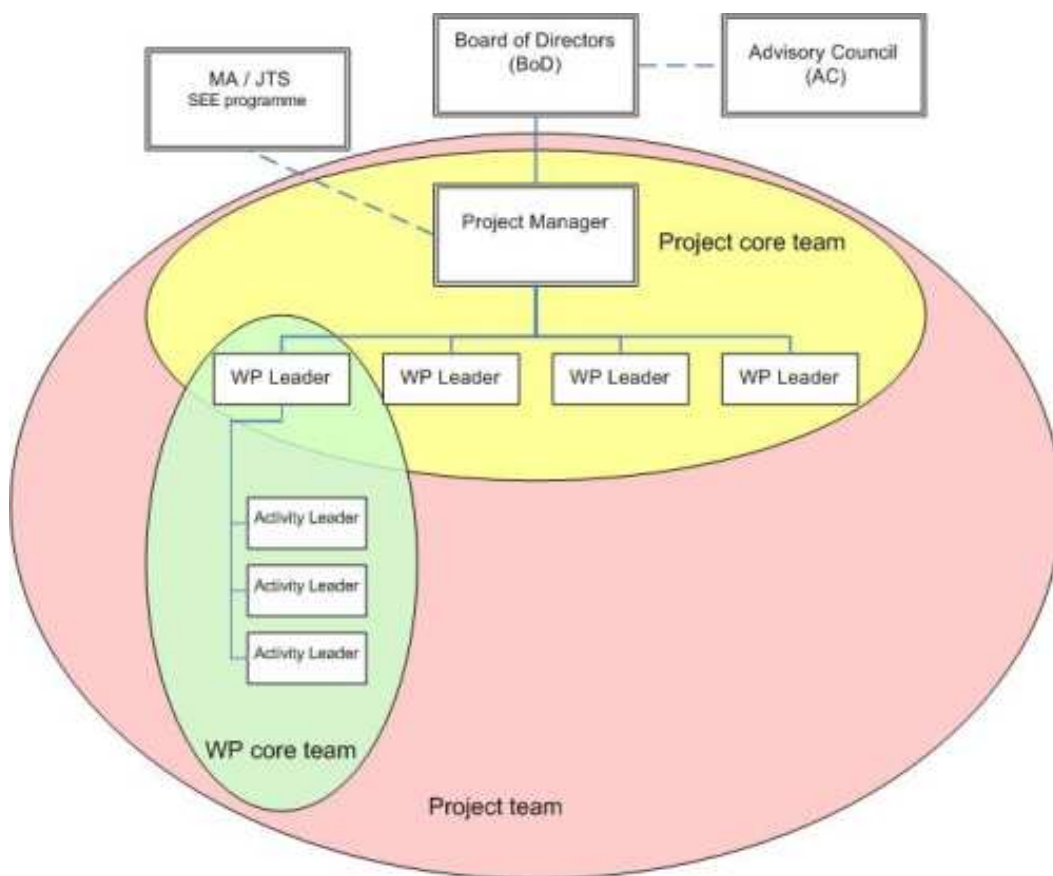 Board of Directors
(BoD)
Advisory Council
(AC)
MA / JTS
SEE programme
Project Manager
Project core team
WP Leader
WP Leader
WP Leader
WP Leader
Activity Leader
Activity Leader
Activity Leader
WP core team
Project team